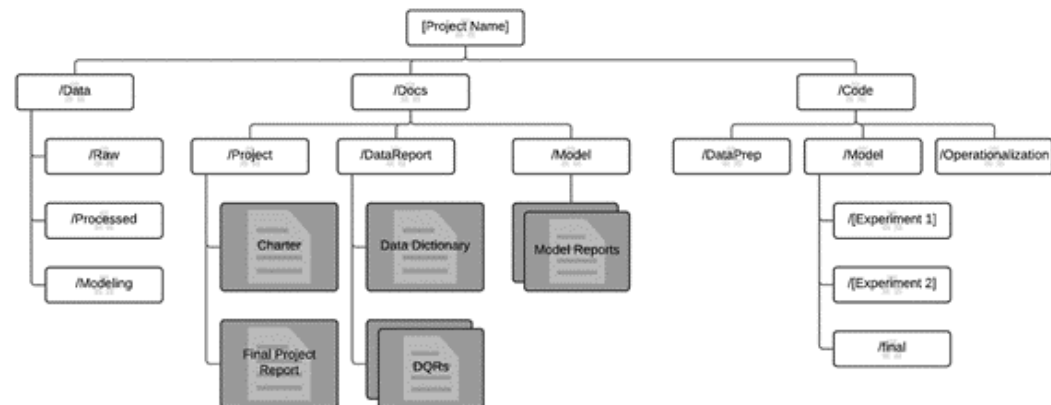 [Project Name]
/Data
/Docs
/Code
/Raw
/Project
/DataReport
/Model
/DataPrep
/Model
/Operationalization
/Processed
Charter
Data Dictionary
Model Reports
/[Experiment 1]
/Modeling
/[Experiment 2]
Final Project
Report
DQRs
/final